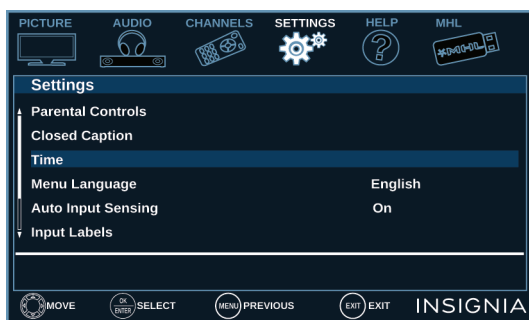 PICTURE AUDIO CHANNELS SETTINGS HELP MHL
MHL
Settings
Parental Controls
Closed Caption
Time
Menu Language English
Auto Input Sensing On
Input Labels
MOVE OK ENTER SELECT MENU PREVIOUS EXIT EXIT INSIGNIA